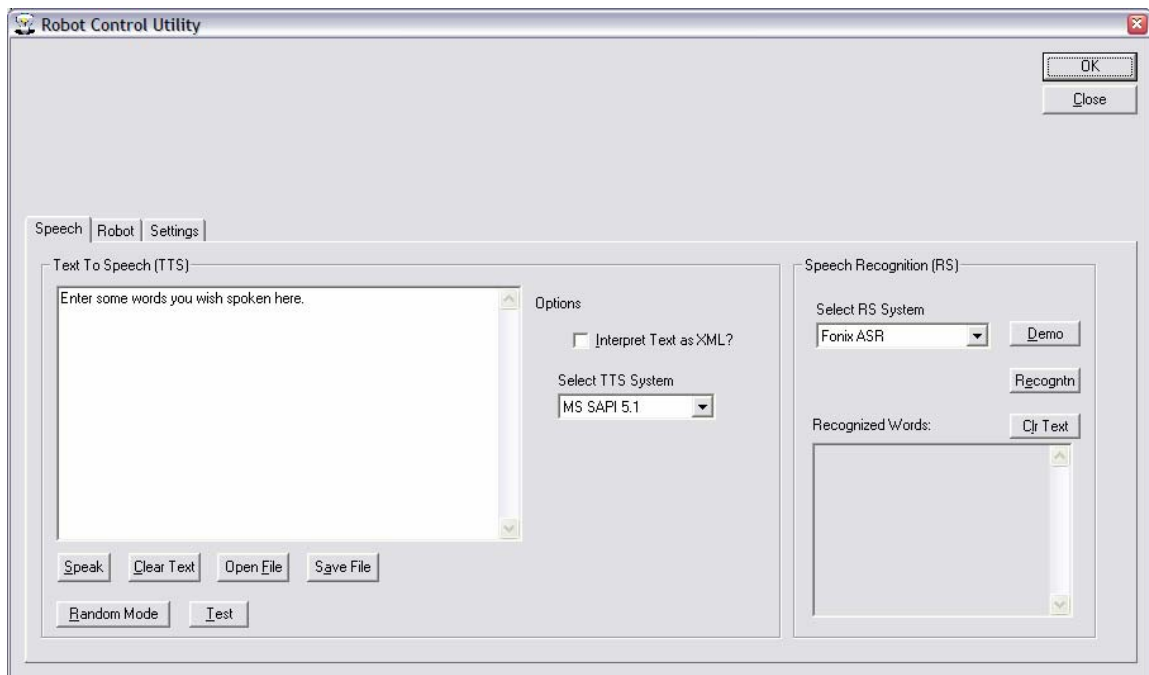 Robot Control Utility
OK
Close
Speech Robot Settings
Text To Speech (TTS)
Enter some words you wish spoken here.
Options
Interpret Text as XML?
Select TTS System
MS SAPI 5.1
Speak Clear Text Open File Save File
Random Mode Test
Speech Recognition (RS)
Select RS System
Fonix ASR Demo
Recogntn
Recognized Words: Clr Text